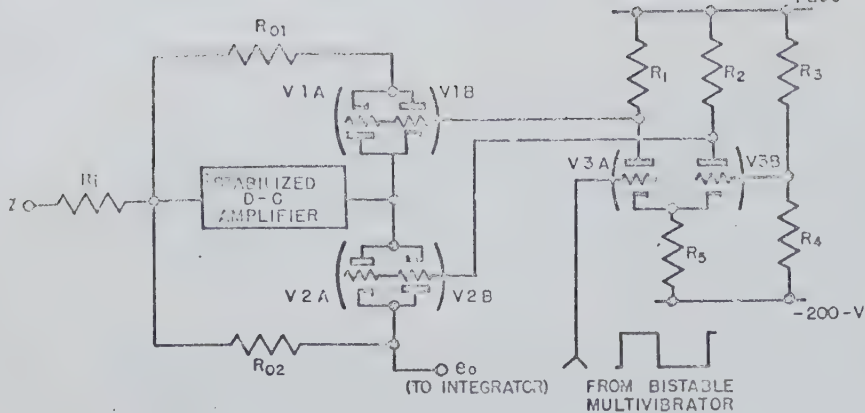 R01
V1A
V1B
R1
R2
R3
V3A
V3B
Ri
STABILIZED
D-C
AMPLIFIER
R4
R5
V2A
V2B
-200-V
R02
eo
(TO INTEGRATOR)
FROM BISTABLE
MULTIVIBRATOR